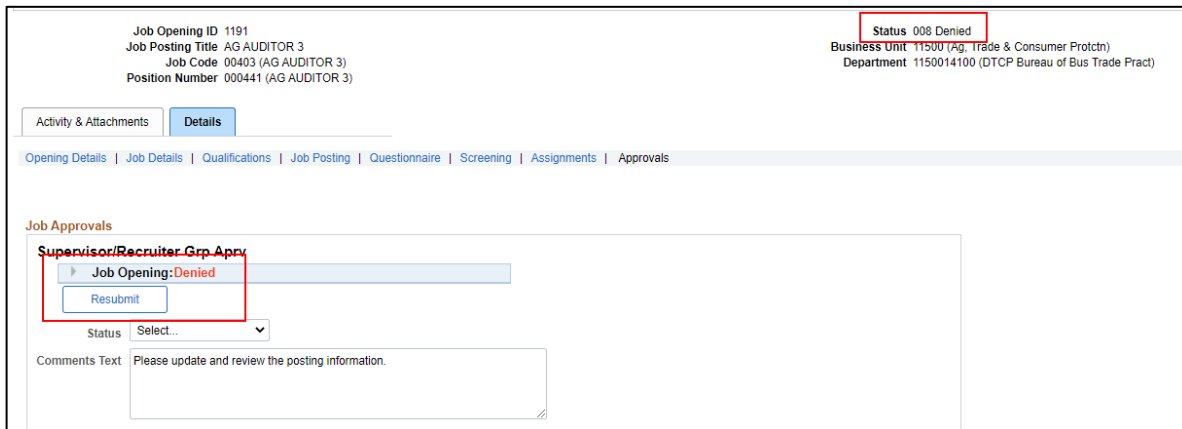 Job Opening ID 1191
Status 008 Denied
Job Posting Title AG AUDITOR 3
Business Unit 11500 (Ag, Trade & Consumer Protctn)
Job Code 00403 (AG AUDITOR 3)
Department 1150014100 (DTCP Bureau of Bus Trade Pract)
Position Number 000441 (AG AUDITOR 3)
Activity & Attachments Details
Opening Details | Job Details | Qualifications | Job Posting | Questionnaire | Screening | Assignments | Approvals
Job Approvals
Supervisor/Recruiter Grp Aprv
Job Opening:Denied
Resubmit
Status Select...
Comments Text Please update and review the posting information.